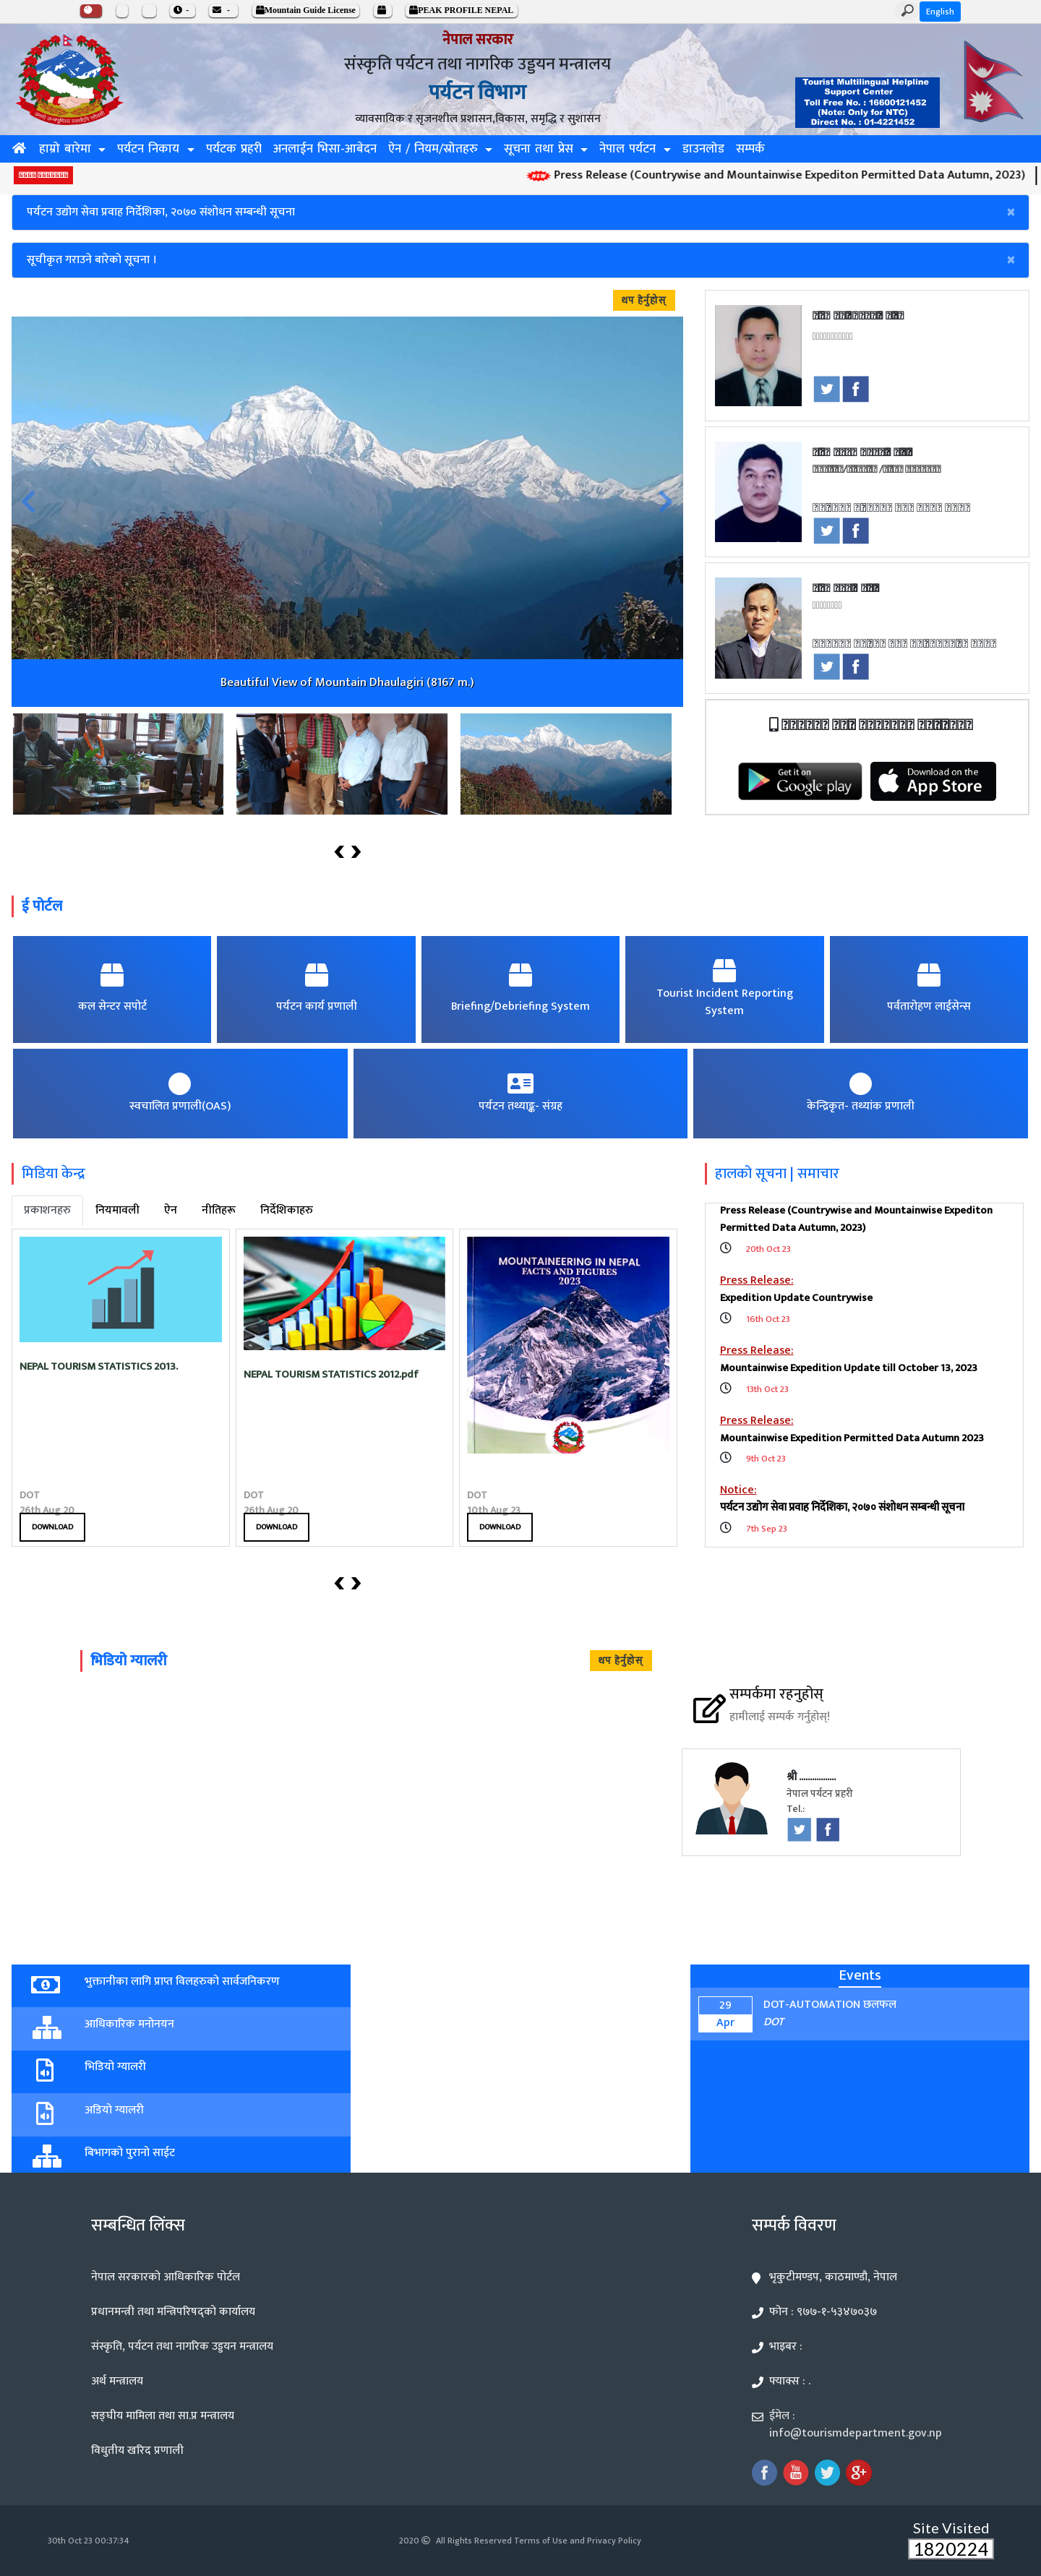 Mountain Guide License
PEAK PROFILE NEPAL
English
नेपाल सरकार
संस्कृति पर्यटन तथा नागरिक उड्डयन मन्त्रालय
पर्यटन विभाग
व्यावसायिक र सृजनशील प्रशासन,विकास, समृद्धि र सुशासन
Tourist Multilingual Helpline
Support Center
Toll Free No. : 16600121452
(Note: Only for NTC)
Direct No. : 01-4221452
हाम्रो बारेमा
पर्यटन निकाय
पर्यटक प्रहरी
अनलाईन भिसा-आबेदन
ऐन / नियम/स्रोतहरु
सूचना तथा प्रेस
नेपाल पर्यटन
डाउनलोड
सम्पर्क
Press Release (Countrywise and Mountainwise Expediton Permitted Data Autumn, 2023)
पर्यटन उद्योग सेवा प्रवाह निर्देशिका, २०७० संशोधन सम्बन्धी सूचना
सूचीकृत गराउने बारेको सूचना ।
थप हेर्नुहोस्
Beautiful View of Mountain Dhaulagiri (8167 m.)
Get it on
Google play
Download on the
App Store
ई पोर्टल
कल सेन्टर सपोर्ट
पर्यटन कार्य प्रणाली
Briefing/Debriefing System
Tourist Incident Reporting
System
पर्वतारोहण लाईसेन्स
स्वचालित प्रणाली(OAS)
पर्यटन तथ्याङ्क- संग्रह
केन्द्रिकृत- तथ्यांक प्रणाली
मिडिया केन्द्र
प्रकाशनहरु
नियमावली
ऐन
नीतिहरू
निर्देशिकाहरु
NEPAL TOURISM STATISTICS 2013.
DOT
26th Aug 20
DOWNLOAD
NEPAL TOURISM STATISTICS 2012.pdf
DOT
26th Aug 20
DOWNLOAD
MOUNTAINEERING IN NEPAL
FACTS AND FIGURES
2023
DOT
10th Aug 23
DOWNLOAD
हालको सूचना | समाचार
Press Release (Countrywise and Mountainwise Expediton
Permitted Data Autumn, 2023)
20th Oct 23
Press Release:
Expedition Update Countrywise
16th Oct 23
Press Release:
Mountainwise Expedition Update till October 13, 2023
13th Oct 23
Press Release:
Mountainwise Expedition Permitted Data Autumn 2023
9th Oct 23
Notice:
पर्यटन उद्योग सेवा प्रवाह निर्देशिका, २०७० संशोधन सम्बन्धी सूचना
7th Sep 23
भिडियो ग्यालरी
थप हेर्नुहोस्
सम्पर्कमा रहनुहोस्
हामीलाई सम्पर्क गर्नुहोस्!
श्री .................
नेपाल पर्यटन प्रहरी
Tel.:
भुक्तानीका लागि प्राप्त विलहरुको सार्वजनिकरण
आधिकारिक मनोनयन
भिडियो ग्यालरी
अडियो ग्यालरी
बिभागको पुरानो साईट
Events
29
Apr
DOT-AUTOMATION छलफल
DOT
सम्बन्धित लिंक्स
नेपाल सरकारको आधिकारिक पोर्टल
प्रधानमन्त्री तथा मन्त्रिपरिषद्को कार्यालय
संस्कृति, पर्यटन तथा नागरिक उड्डयन मन्त्रालय
अर्थ मन्त्रालय
सङ्घीय मामिला तथा सा.प्र मन्त्रालय
विधुतीय खरिद प्रणाली
सम्पर्क विवरण
भृकुटीमण्डप, काठमाण्डौ, नेपाल
फोन : ९७७-१-५३४७०३७
भाइबर :
फ्याक्स : .
ईमेल :
info@tourismdepartment.gov.np
30th Oct 23 00:37:34
2020 © All Rights Reserved Terms of Use and Privacy Policy
Site Visited
1820224